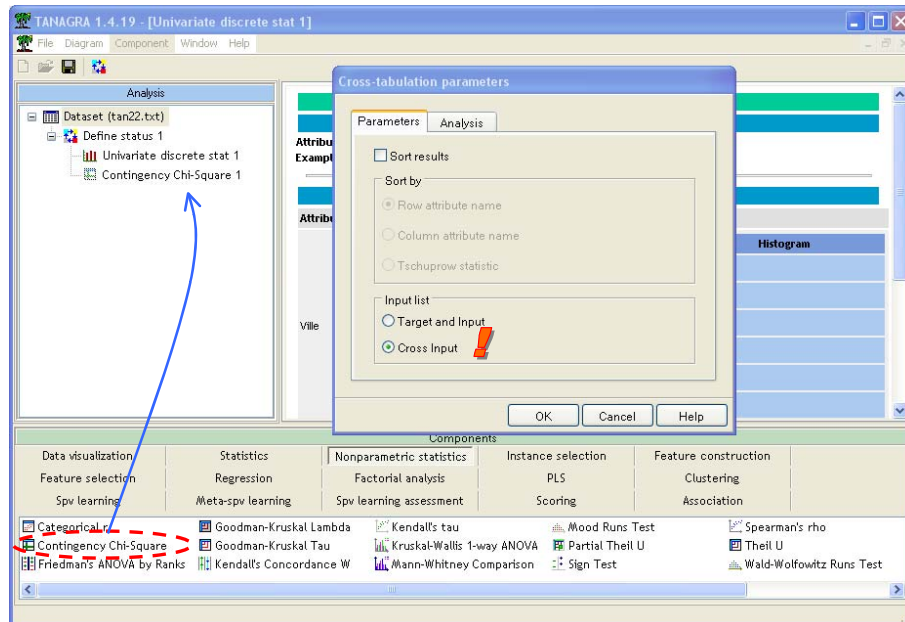 TANAGRA 1.4.19 - [Univariate discrete stat 1]
File Diagram Component Window Help
Analysis
Dataset (tan22.txt)
Define status 1
Univariate discrete stat 1
Contingency Chi-Square 1
Attribu
Exampl
Attribu
Histogram
Ville
Cross-tabulation parameters
Parameters Analysis
Sort results
Sort by
Row attribute name
Column attribute name
Tschuprow statistic
Input list
Target and Input
Cross Input
OK Cancel Help
Components
Data visualization Statistics Nonparametric statistics Instance selection Feature construction
Feature selection Regression Factorial analysis PLS Clustering
Spv learning Meta-spv learning Spv learning assessment Scoring Association
Categorical r Goodman-Kruskal Lambda Kendall's tau Mood Runs Test Spearman's rho
Contingency Chi-Square Goodman-Kruskal Tau Kruskal-Wallis 1-way ANOVA Partial Theil U Theil U
Friedman's ANOVA by Ranks Kendall's Concordance W Mann-Whitney Comparison Sign Test Wald-Wolfowitz Runs Test